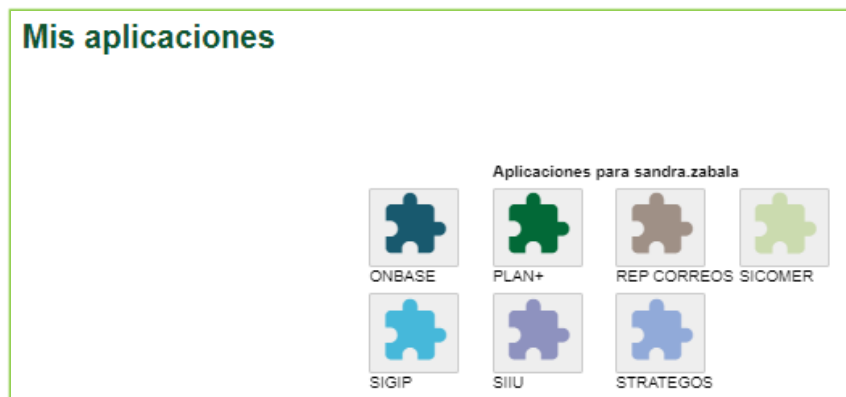 Mis aplicaciones
Aplicaciones para sandra.zabala
ONBASE PLAN+ REP CORREOS SICOMER
SIGIP SIIU STRATEGOS